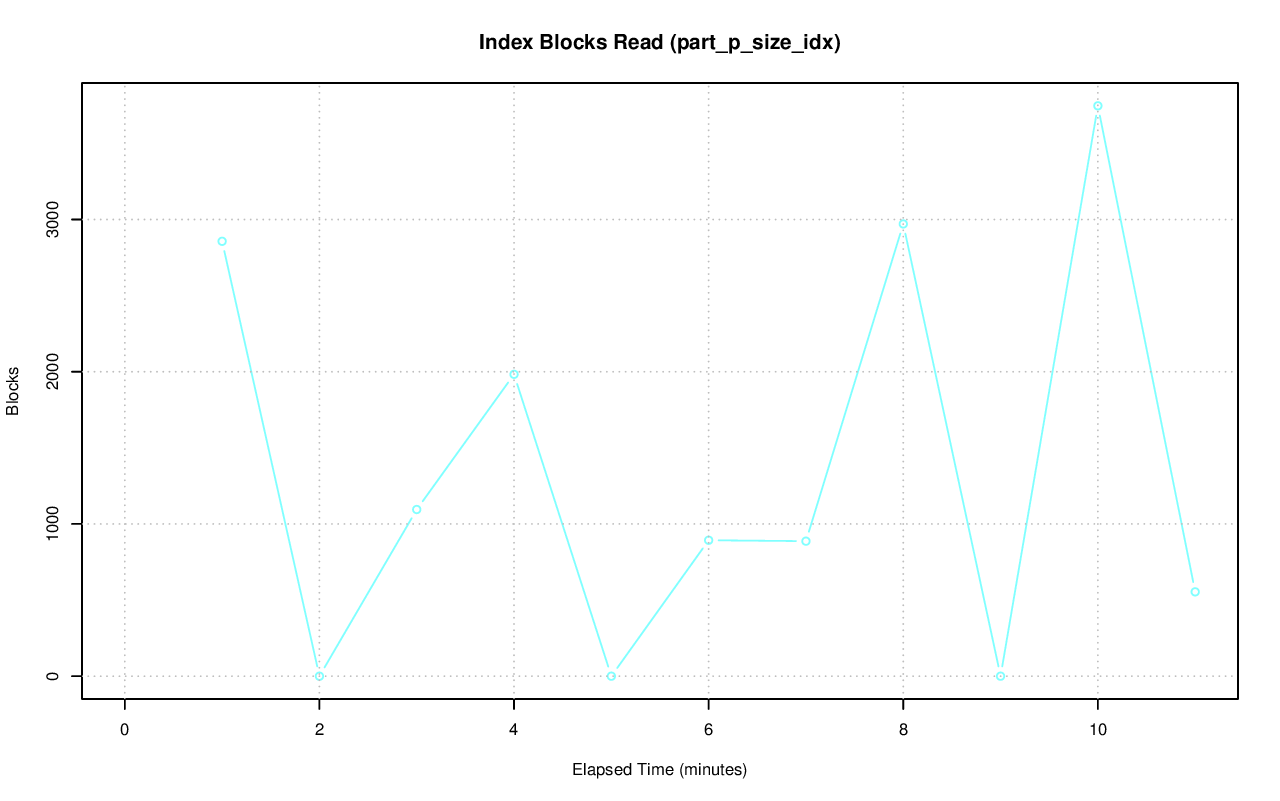 Index Blocks Read (part_p_size_idx)
3000
2000
1000
0
Blocks
0 2 4 6 8 10
Elapsed Time (minutes)